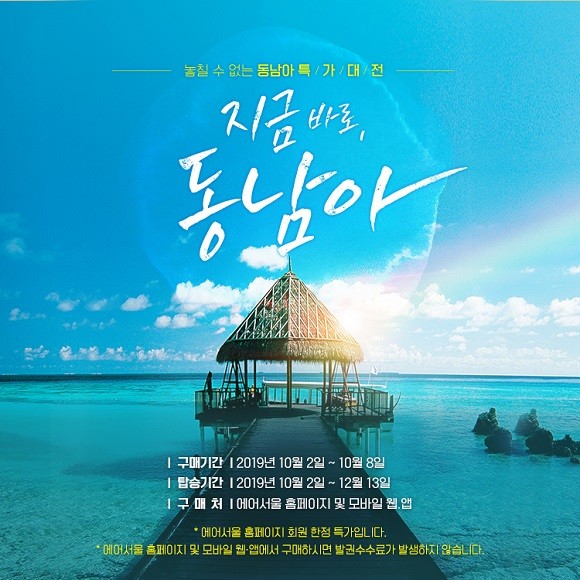 놓칠 수 없는 동남아 특/가/대/전
지금 바로,
동남아
| 구매기간 | 2019년 10월 2일 ~ 10월 8일
| 탑승기간 | 2019년 10월 2일 ~ 12월 13일
| 구 매 처 | 에어서울 홈페이지 및 모바일 웹.앱
* 에어서울 홈페이지 회원 한정 특가입니다.
* 에어서울 홈페이지 및 모바일 웹·앱에서 구매하시면 발권수수료가 발생하지 않습니다.